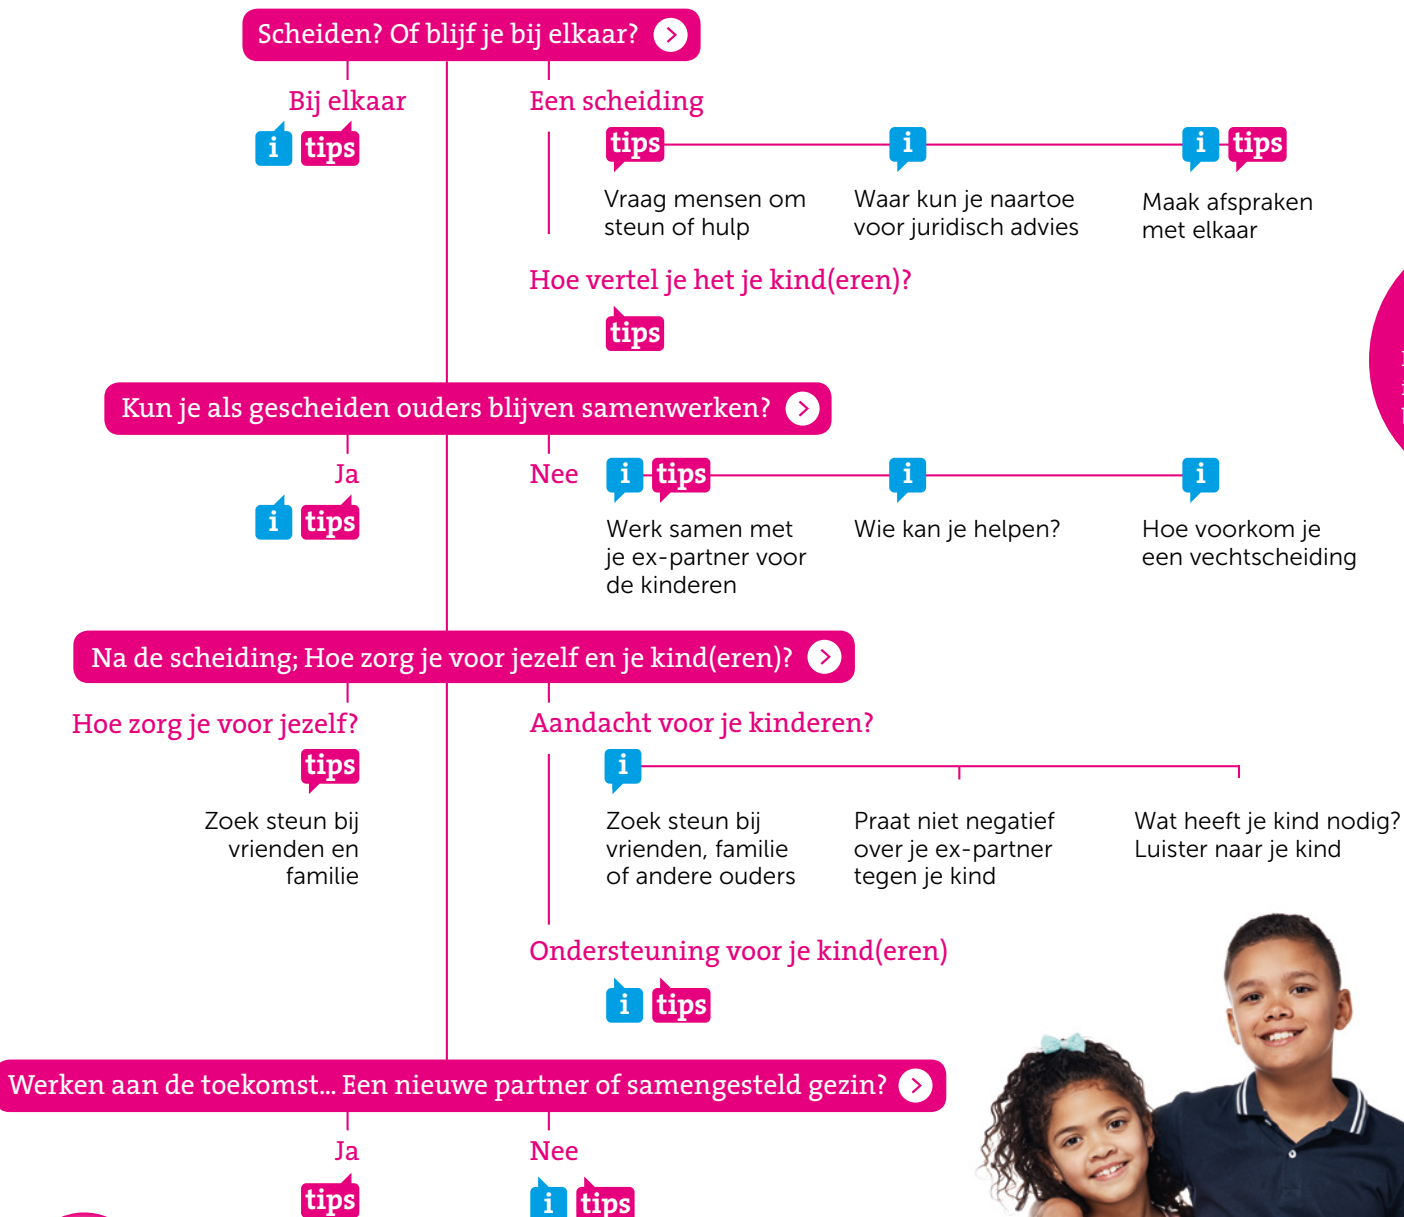 Scheiden? Of blijf je bij elkaar?
Bij elkaar
i tips
Een scheiding
tips
Vraag mensen om
steun of hulp
i
Waar kun je naartoe
voor juridisch advies
i tips
Maak afspraken
met elkaar
Hoe vertel je het je kind(eren)?
tips
Kun je als gescheiden ouders blijven samenwerken?
Ja
i tips
Nee
i tips
Werk samen met
je ex-partner voor
de kinderen
i
Wie kan je helpen?
i
Hoe voorkom je
een vechtscheiding
Na de scheiding; Hoe zorg je voor jezelf en je kind(eren)?
Hoe zorg je voor jezelf?
tips
Zoek steun bij
vrienden en
familie
Aandacht voor je kinderen?
i
Zoek steun bij
vrienden, familie
of andere ouders
Praat niet negatief
over je ex-partner
tegen je kind
Wat heeft je kind nodig?
Luister naar je kind
Ondersteuning voor je kind(eren)
i tips
Werken aan de toekomst... Een nieuwe partner of samengesteld gezin?
Ja
tips
Nee
i tips